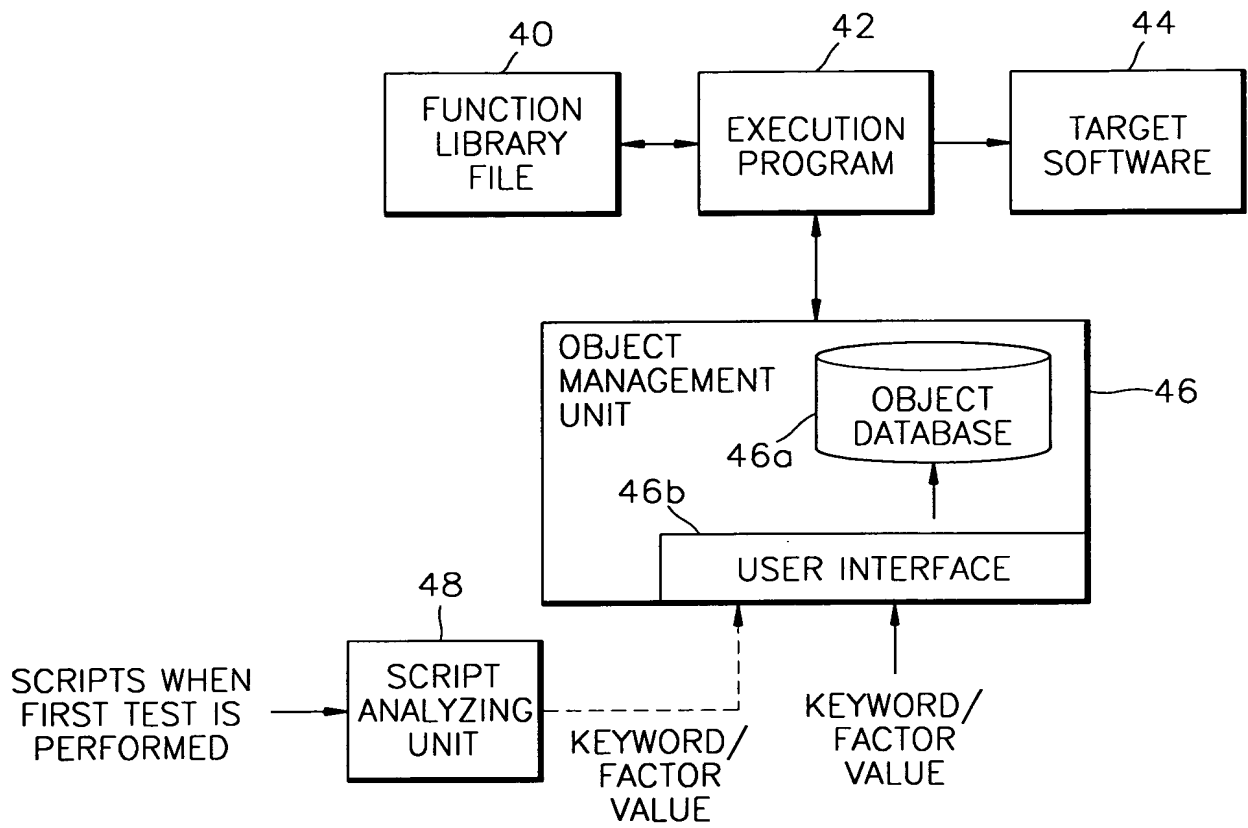 40
42
44
FUNCTION
LIBRARY
FILE
EXECUTION
PROGRAM
TARGET
SOFTWARE
OBJECT
MANAGEMENT
UNIT
OBJECT
DATABASE
46
46a
46b
USER INTERFACE
48
SCRIPTS WHEN
FIRST TEST IS
PERFORMED
SCRIPT
ANALYZING
UNIT
KEYWORD/
FACTOR
VALUE
KEYWORD/
FACTOR
VALUE